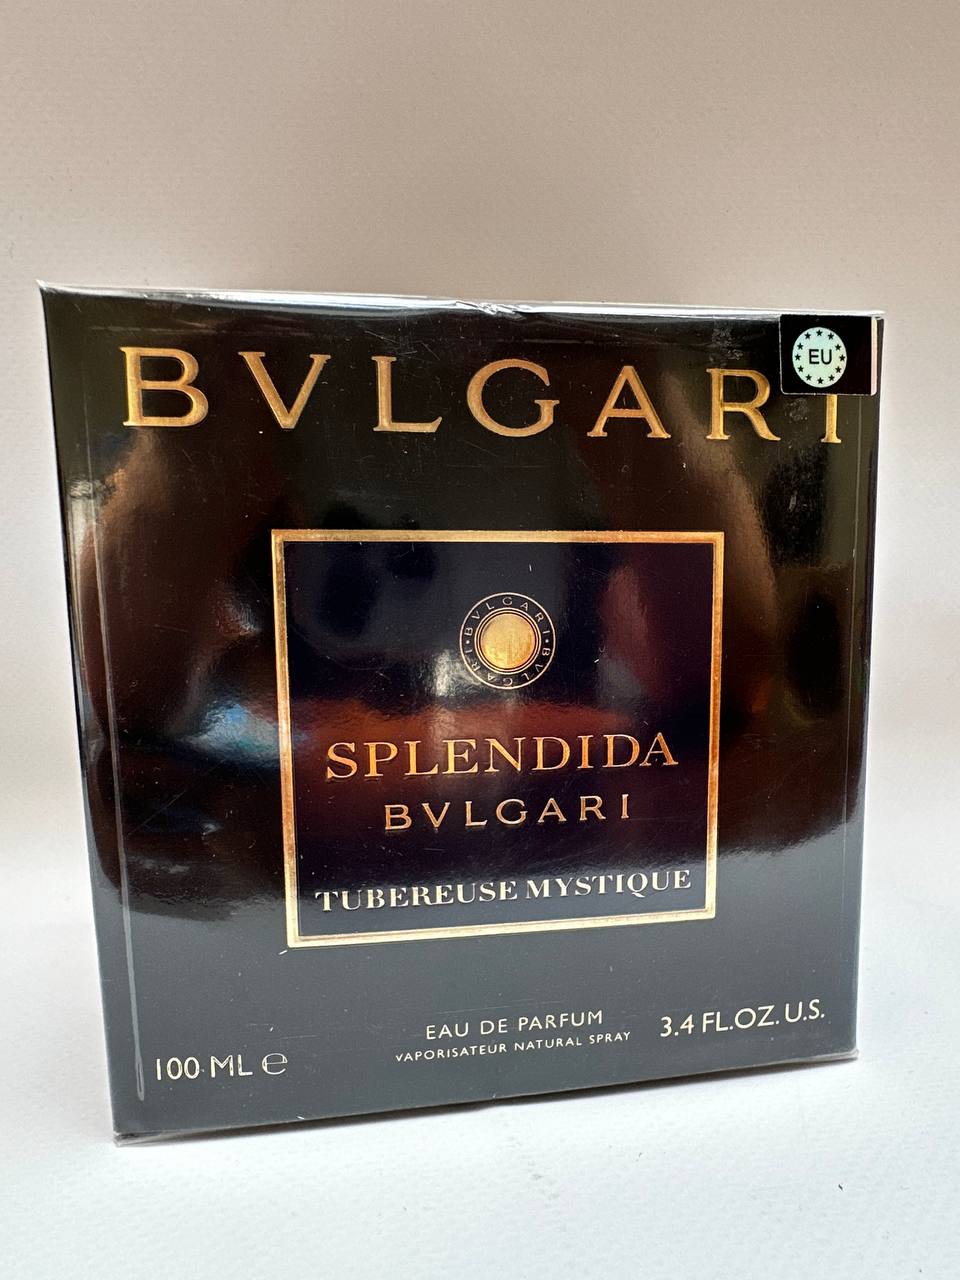 BVLGARI
EU
BVLGARI • BVLGARI •
SPLENDIDA
BVLGARI
TUBEREUSE MYSTIQUE
EAU DE PARFUM
VAPORISATEUR NATURAL SPRAY
100 ML ℮
3.4 FL.OZ. U.S.